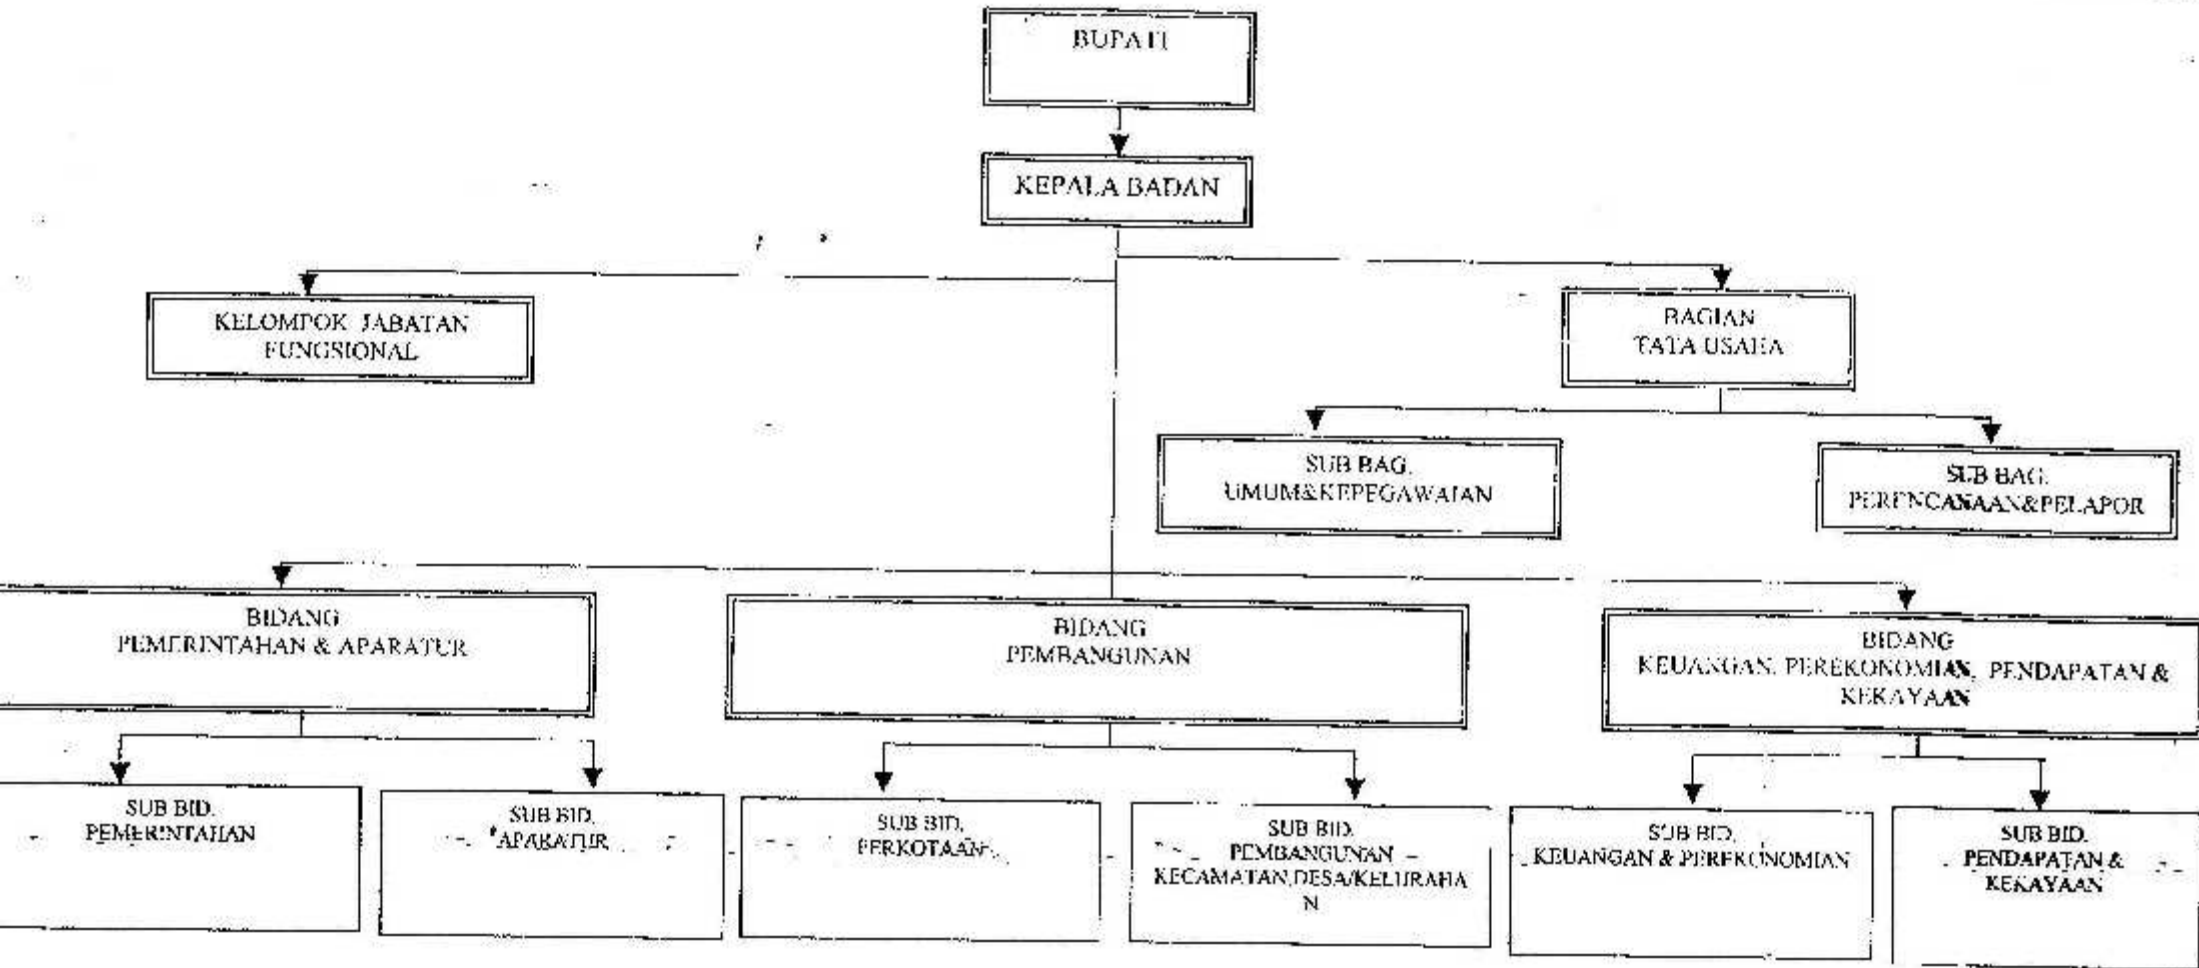 BUPATI
KEPALA BADAN
KELOMPOK JABATAN
FUNGSIONAL
BAGIAN
TATA USAHA
SUB BAG.
UMUM&KEPEGAWAIAN
SUB BAG.
PERENCANAAN&PELAPOR
BIDANG
PEMERINTAHAN & APARATUR
BIDANG
PEMBANGUNAN
BIDANG
KEUANGAN, PEREKONOMIAN, PENDAPATAN &
KEKAYAAN
SUB BID.
PEMERINTAHAN
SUB BID.
APARATUR
SUB BID.
PERKOTAAN
SUB BID.
PEMBANGUNAN
KECAMATAN,DESA/KELURAHA
N
SUB BID.
KEUANGAN & PEREKONOMIAN
SUB BID.
PENDAPATAN &
KEKAYAAN